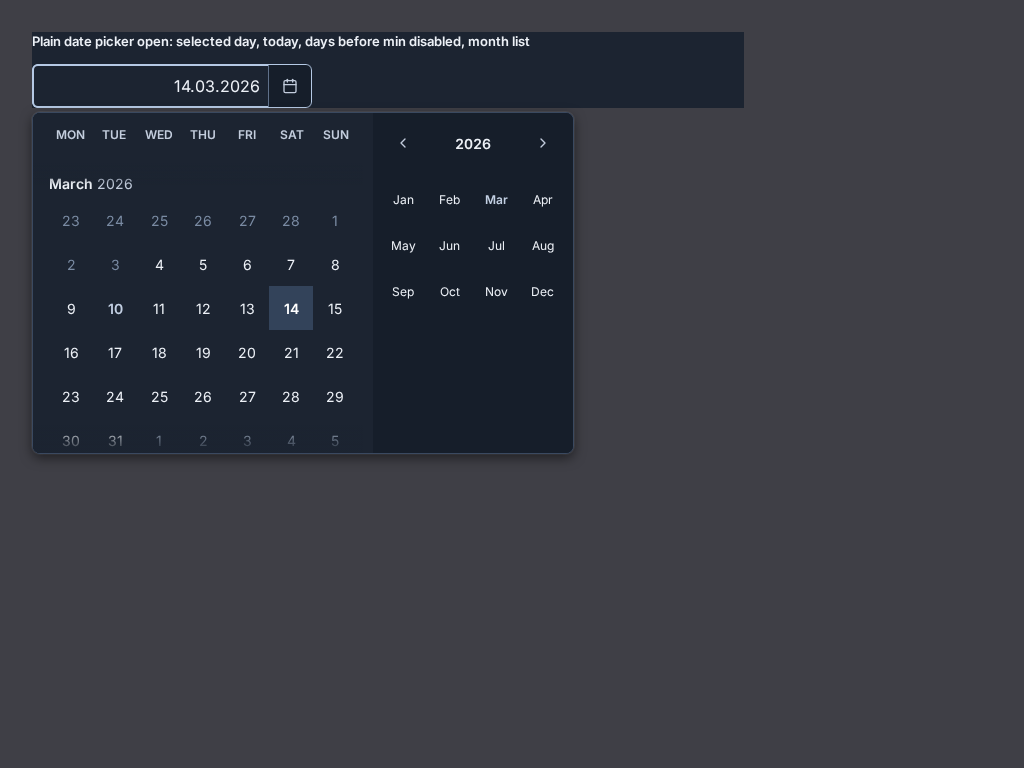 Plain date picker open: selected day, today, days before min disabled, month list
14.03.2026
MON TUE WED THU FRI SAT SUN
March 2026
23 24 25 26 27 28 1
2 3 4 5 6 7 8
9 10 11 12 13 14 15
16 17 18 19 20 21 22
23 24 25 26 27 28 29
30 31 1 2 3 4 5
2026
Jan Feb Mar Apr
May Jun Jul Aug
Sep Oct Nov Dec